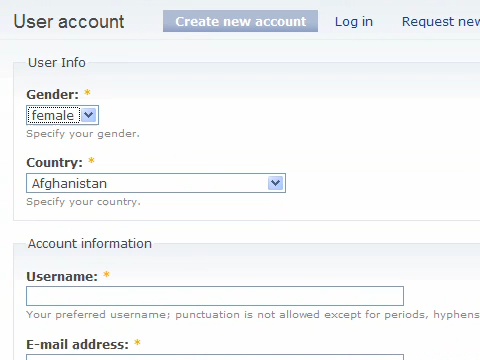 User account Create new account Log in Request new
User Info
Gender: *
female
Specify your gender.
Country: *
Afghanistan
Specify your country.
Account information
Username: *
Your preferred username; punctuation is not allowed except for periods, hyphens
E-mail address: *